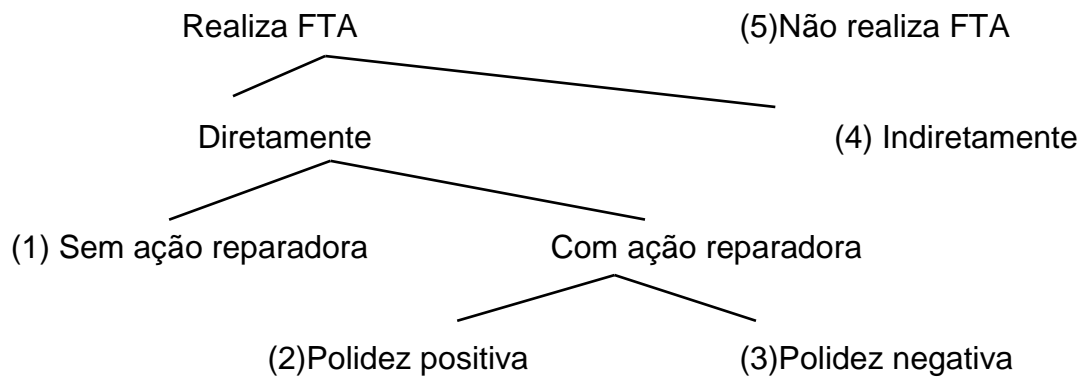 Realiza FTA (5)Não realiza FTA
Diretamente (4) Indiretamente
(1) Sem ação reparadora Com ação reparadora
(2)Polidez positiva (3)Polidez negativa